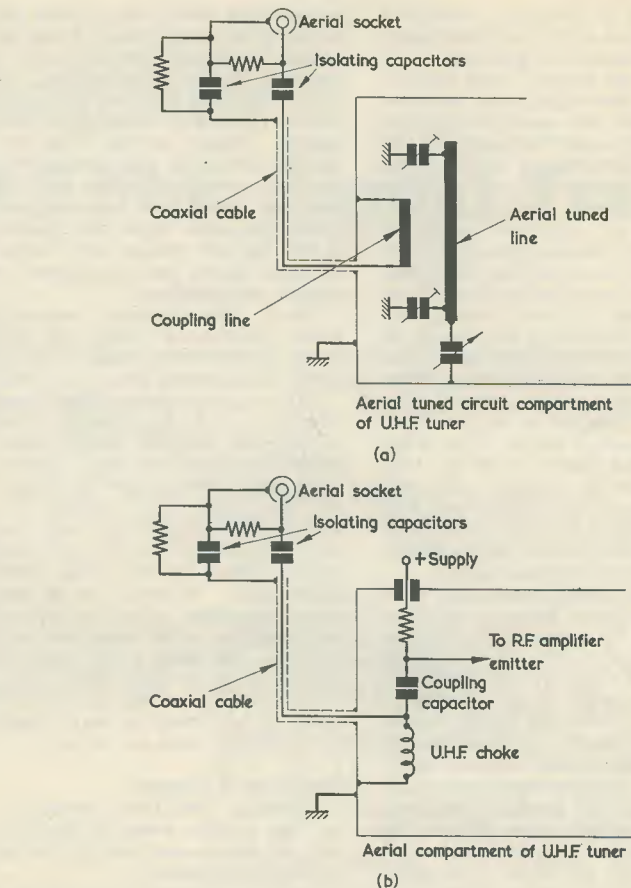 Aerial socket
Isolating capacitors
Coaxial cable
Aerial tuned
line
Coupling line
Aerial tuned circuit compartment
of U.H.F. tuner
(a)
Aerial socket
Isolating capacitors
+ Supply
To R.F. amplifier
emitter
Coupling
capacitor
Coaxial cable
U.H.F. choke
Aerial compartment of U.H.F. tuner
(b)